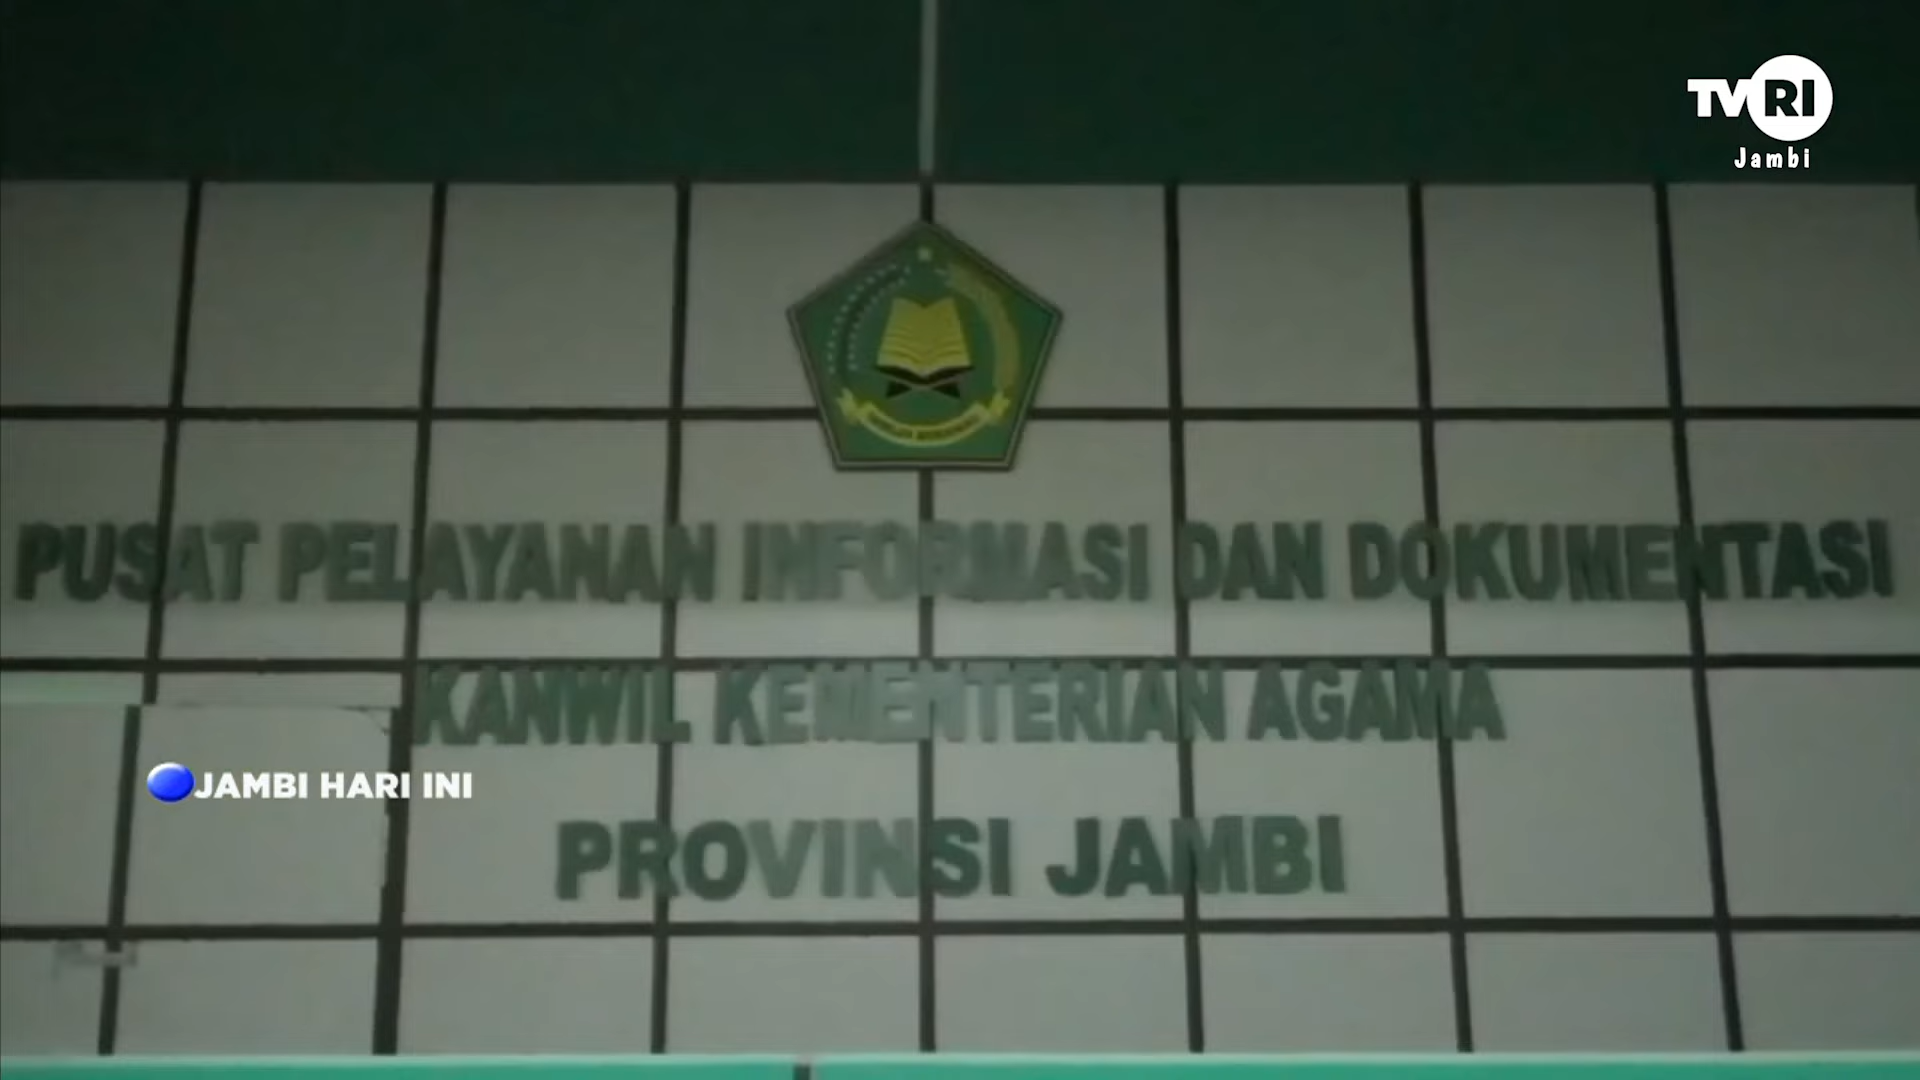 TVRI
Jambi
PUSAT PELAYANAN INFORMASI DAN DOKUMENTASI
KANWIL KEMENTERIAN AGAMA
JAMBI HARI INI
PROVINSI JAMBI